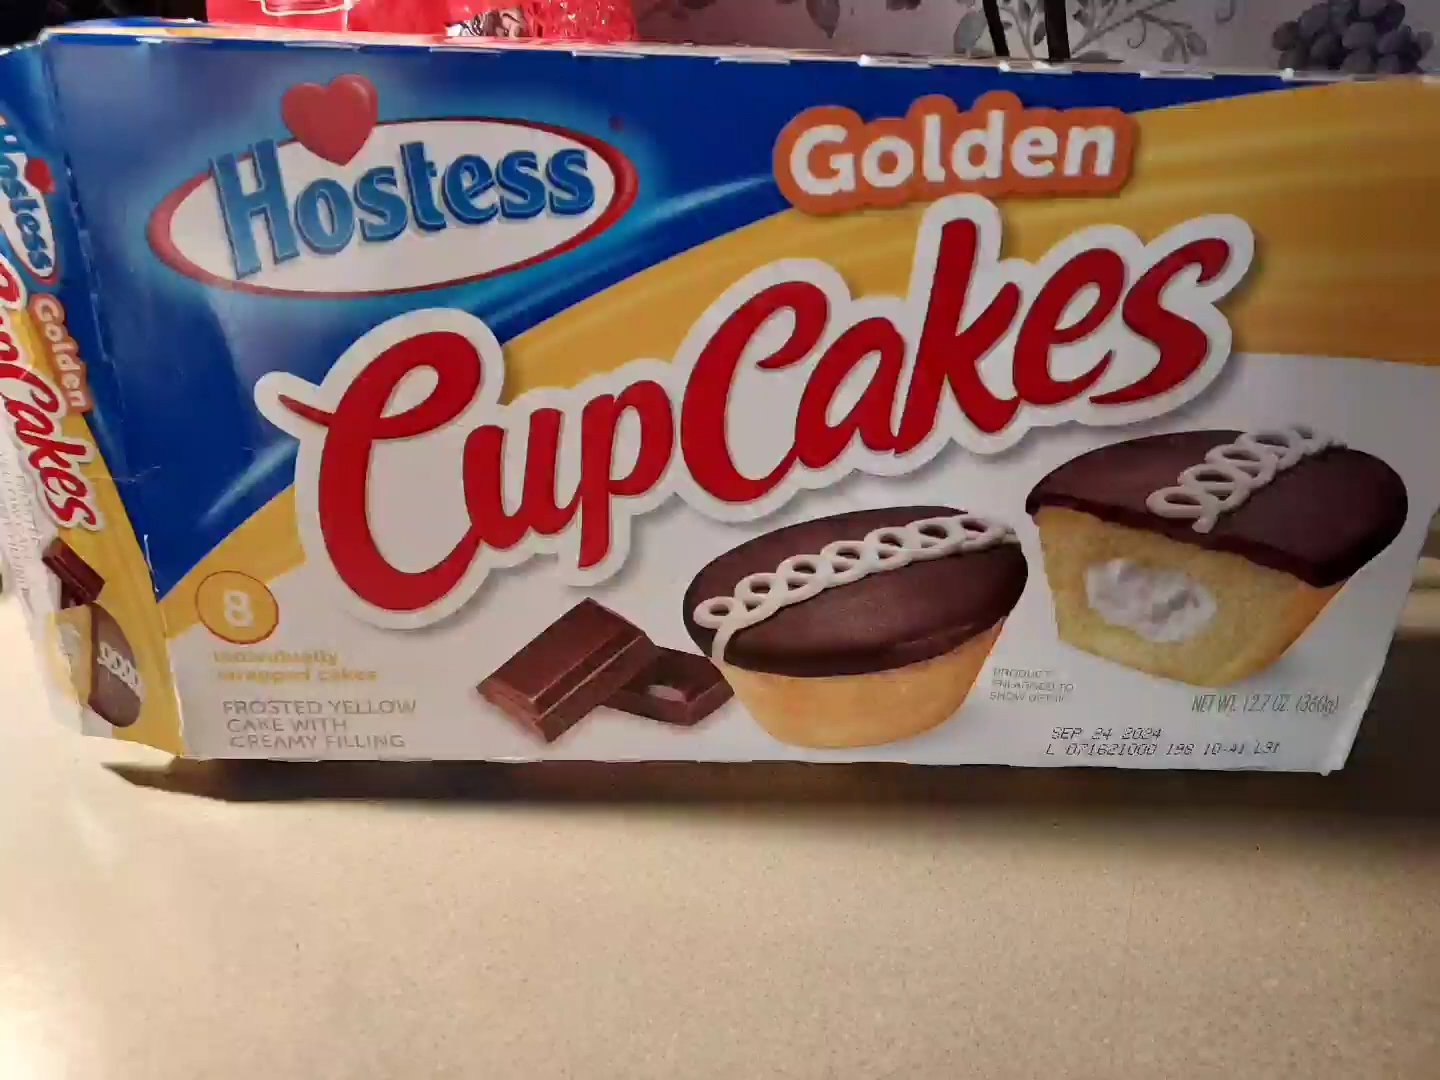 Hostess
Golden
CupCakes
8
individually
wrapped cakes
FROSTED YELLOW
CAKE WITH
CREAMY FILLING
PRODUCT
ENLARGED TO
SHOW DETAIL
NET WT. 12.7 OZ. (360g)
SEP 24 2024
L 071621000 198 10-41 L31
Hostess
Golden
CupCakes